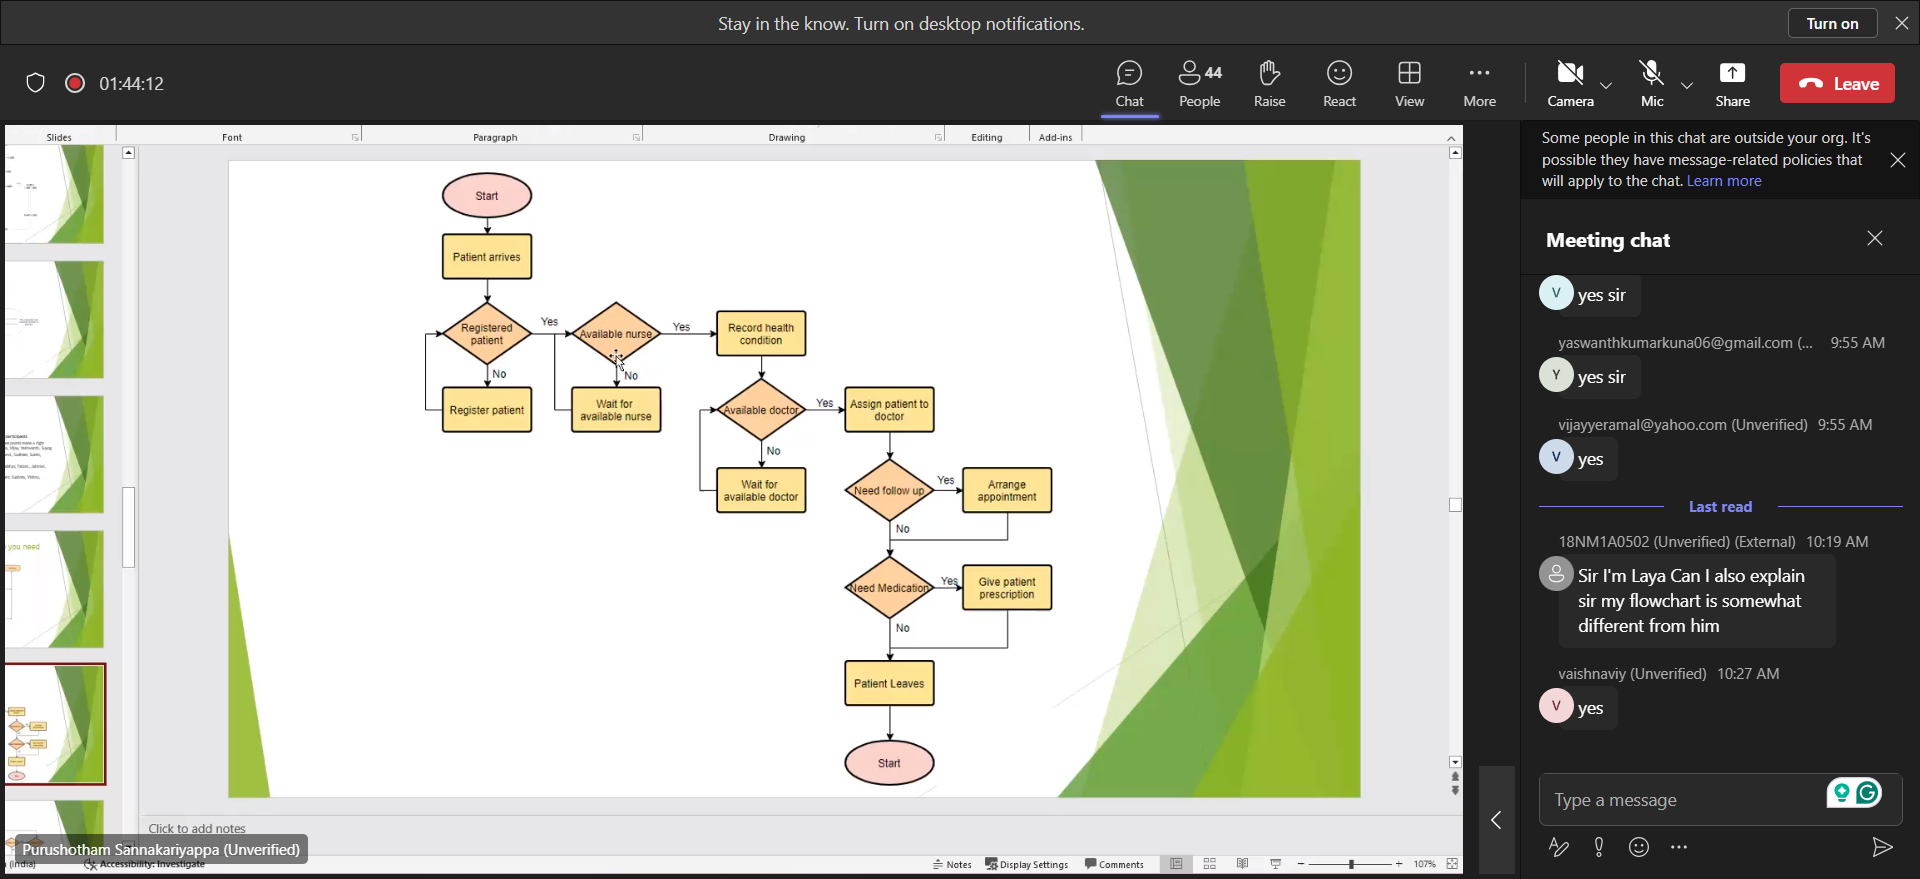 Stay in the know. Turn on desktop notifications.
Turn on
01:44:12
Chat
44
People
Raise
React
View
More
Camera
Mic
Share
Leave
Slides
Font
Paragraph
Drawing
Editing
Add-ins
Start
Patient arrives
Registered
patient
Yes
No
Register patient
Available nurse
Yes
No
Wait for
available nurse
Record health
condition
Available doctor
Yes
No
Wait for
available doctor
Assign patient to
doctor
Need follow up
Yes
No
Arrange
appointment
Need Medication
Yes
No
Give patient
prescription
Patient Leaves
Start
you need
Click to add notes
Purushotham Sannakariyappa (Unverified)
(India)
Accessibility: Investigate
Notes
Display Settings
Comments
107%
Some people in this chat are outside your org. It's
possible they have message-related policies that
will apply to the chat. Learn more
Meeting chat
V
yes sir
yaswanthkumarkuna06@gmail.com (... 9:55 AM
Y
yes sir
vijayyeramal@yahoo.com (Unverified) 9:55 AM
V
yes
Last read
18NM1A0502 (Unverified) (External) 10:19 AM
Sir I'm Laya Can I also explain
sir my flowchart is somewhat
different from him
vaishnaviy (Unverified) 10:27 AM
V
yes
Type a message